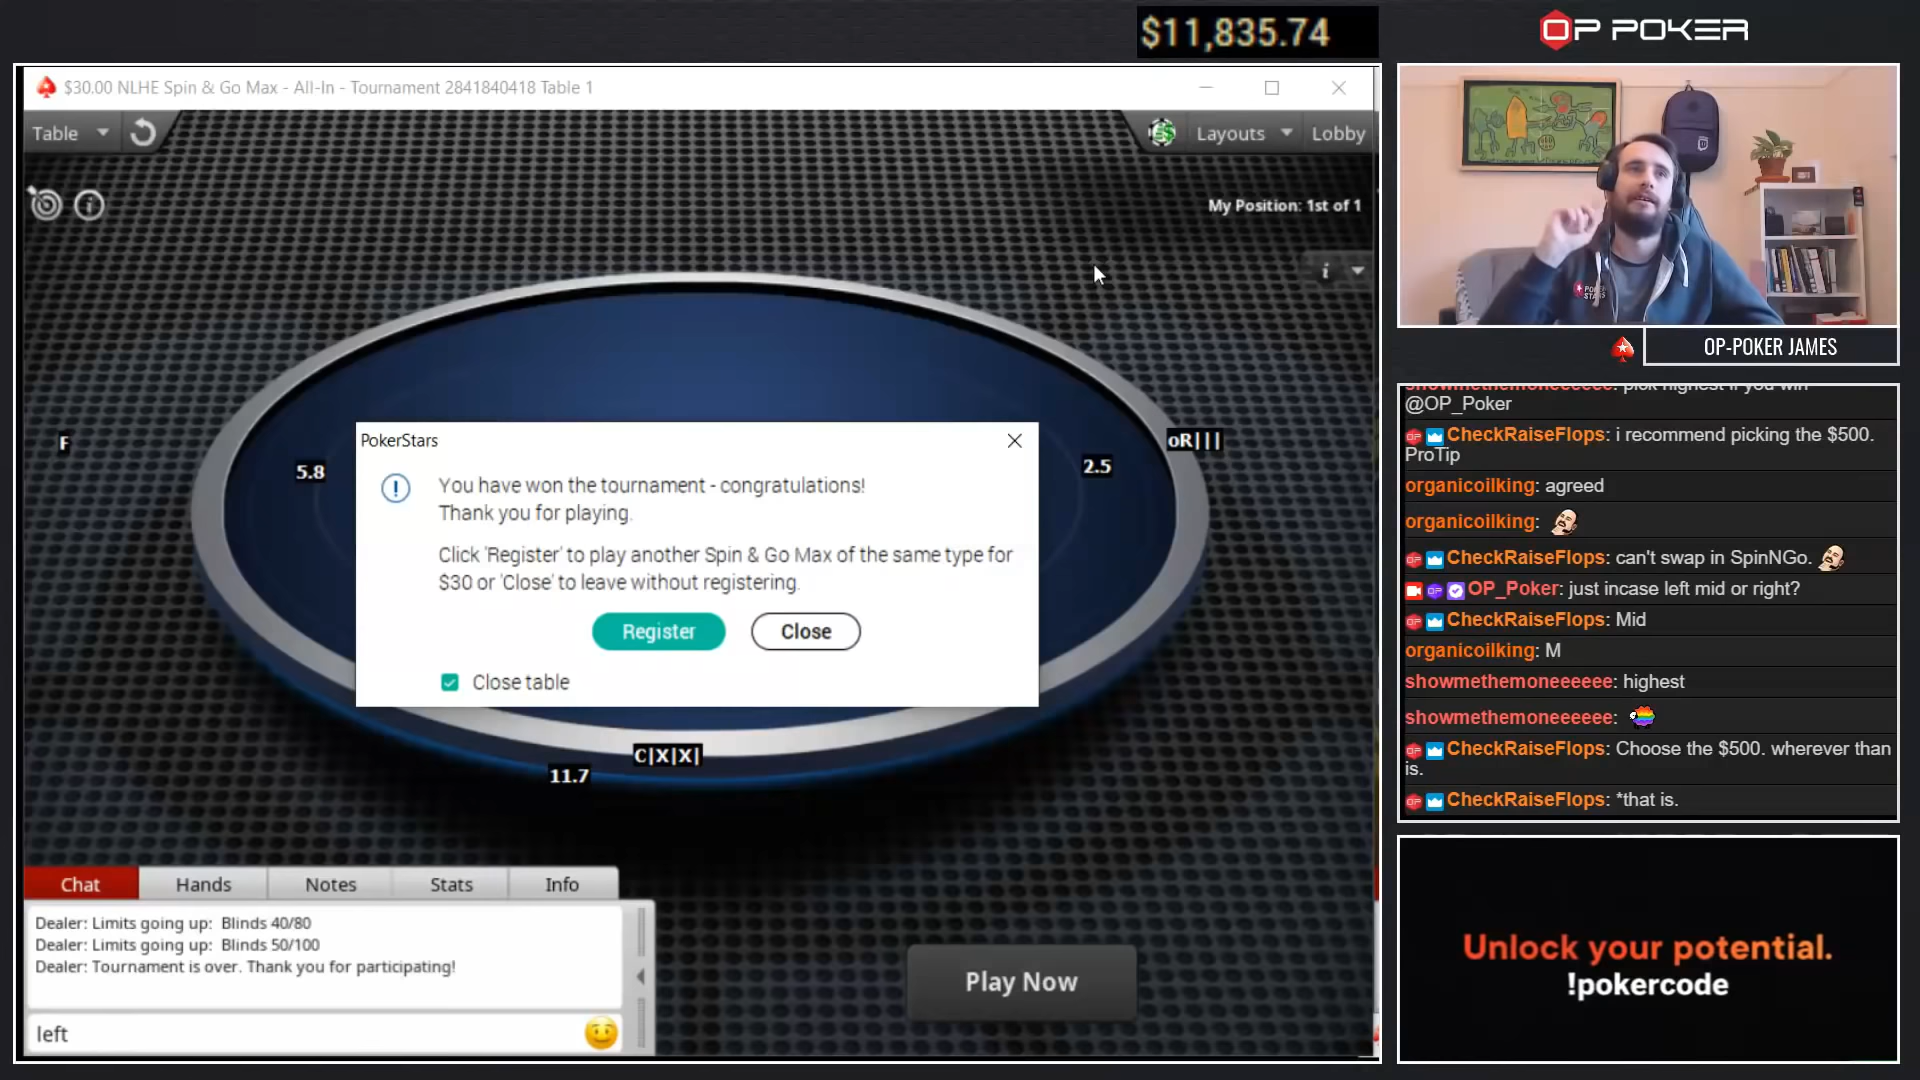 $11,835.74
OP POKER
$30.00 NLHE Spin & Go Max - All-In - Tournament 2841840418 Table 1
Table
Layouts
Lobby
My Position: 1st of 1
F
5.8
2.5
oR|||
PokerStars
You have won the tournament - congratulations!
Thank you for playing.
Click 'Register' to play another Spin & Go Max of the same type for
$30 or 'Close' to leave without registering.
Register
Close
Close table
C|X|X|
11.7
Chat
Hands
Notes
Stats
Info
Dealer: Limits going up: Blinds 40/80
Dealer: Limits going up: Blinds 50/100
Dealer: Tournament is over. Thank you for participating!
left
Play Now
OP-POKER JAMES
showmethemoneeeeee: pick highest if you win
@OP_Poker
CheckRaiseFlops: i recommend picking the $500.
ProTip
organicoilking: agreed
organicoilking:
CheckRaiseFlops: can't swap in SpinNGo.
OP_Poker: just incase left mid or right?
CheckRaiseFlops: Mid
organicoilking: M
showmethemoneeeeee: highest
showmethemoneeeeee:
CheckRaiseFlops: Choose the $500. wherever than
is.
CheckRaiseFlops: *that is.
Unlock your potential.
!pokercode